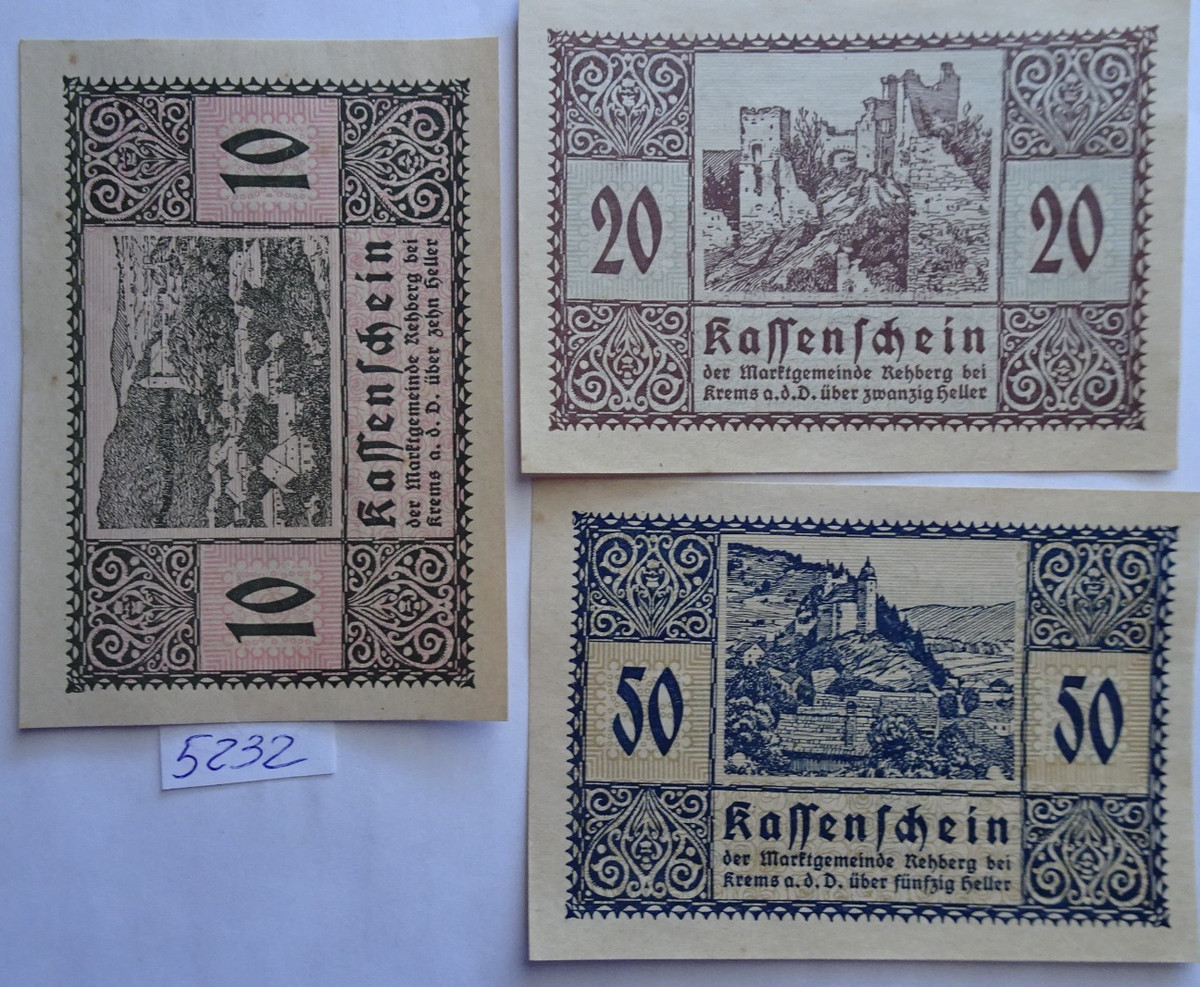 10
10
Kassenschein
der Marktgemeinde Rehberg bei
Krems a. d. D. über zehn Heller
5232
20
20
Kassenschein
der Marktgemeinde Rehberg bei
Krems a. d. D. über zwanzig Heller
50
50
Kassenschein
der Marktgemeinde Rehberg bei
Krems a. d. D. über fünfzig Heller